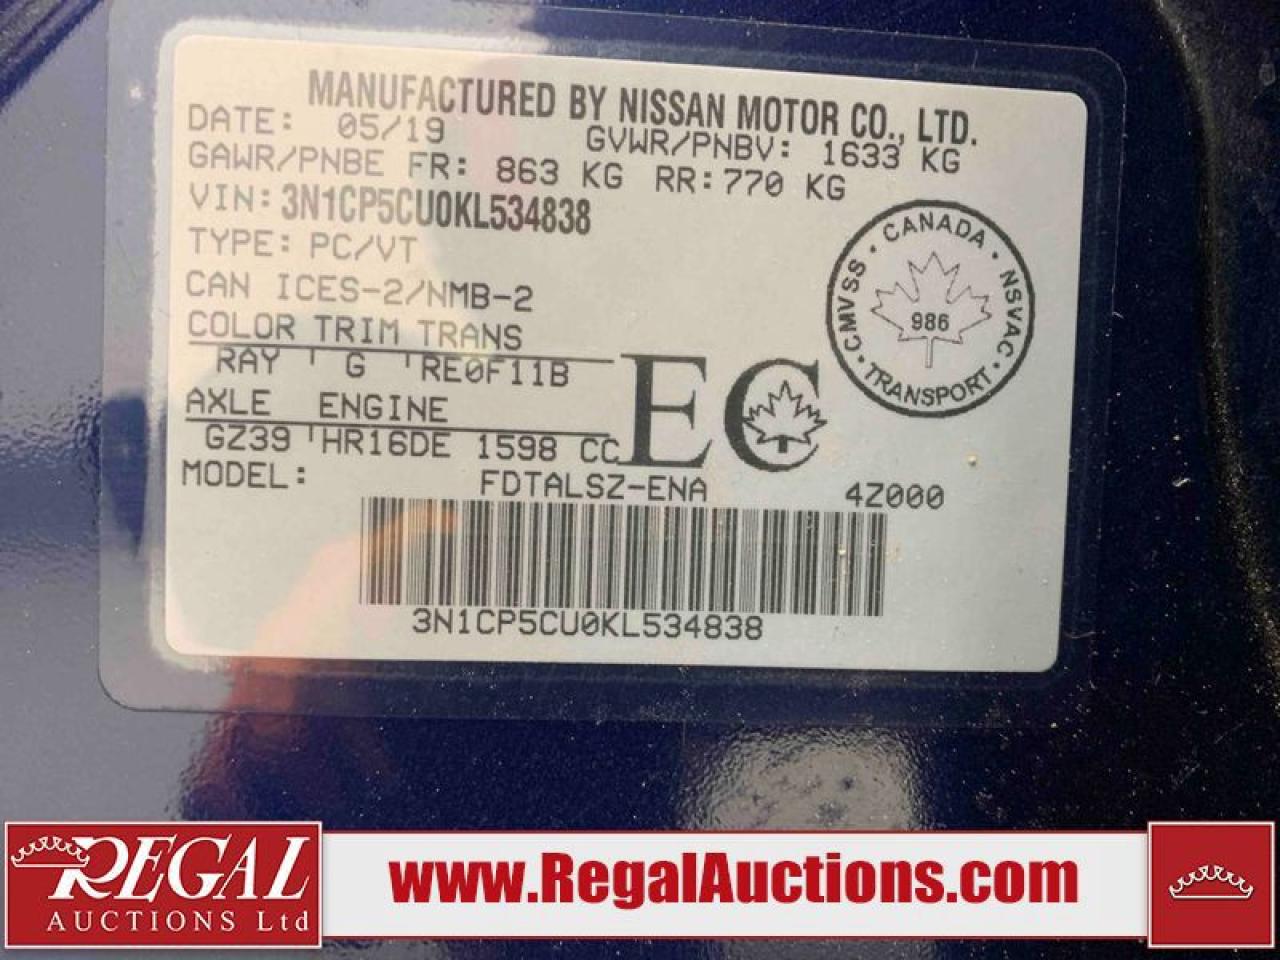 MANUFACTURED BY NISSAN MOTOR CO., LTD.
DATE: 05/19 GVWR/PNBV: 1633 KG
GAWR/PNBE FR: 863 KG RR: 770 KG
VIN: 3N1CP5CU0KL534838
TYPE: PC/VT
CAN ICES-2/NMB-2
COLOR TRIM TRANS
RAY G RE0F11B
AXLE ENGINE
GZ39 HR16DE 1598 CC
MODEL: FDTALSZ-ENA 4Z000
3N1CP5CU0KL534838
EC
CANADA
CMVSS · NSVAC
986
TRANSPORT
REGAL
AUCTIONS Ltd
www.RegalAuctions.com